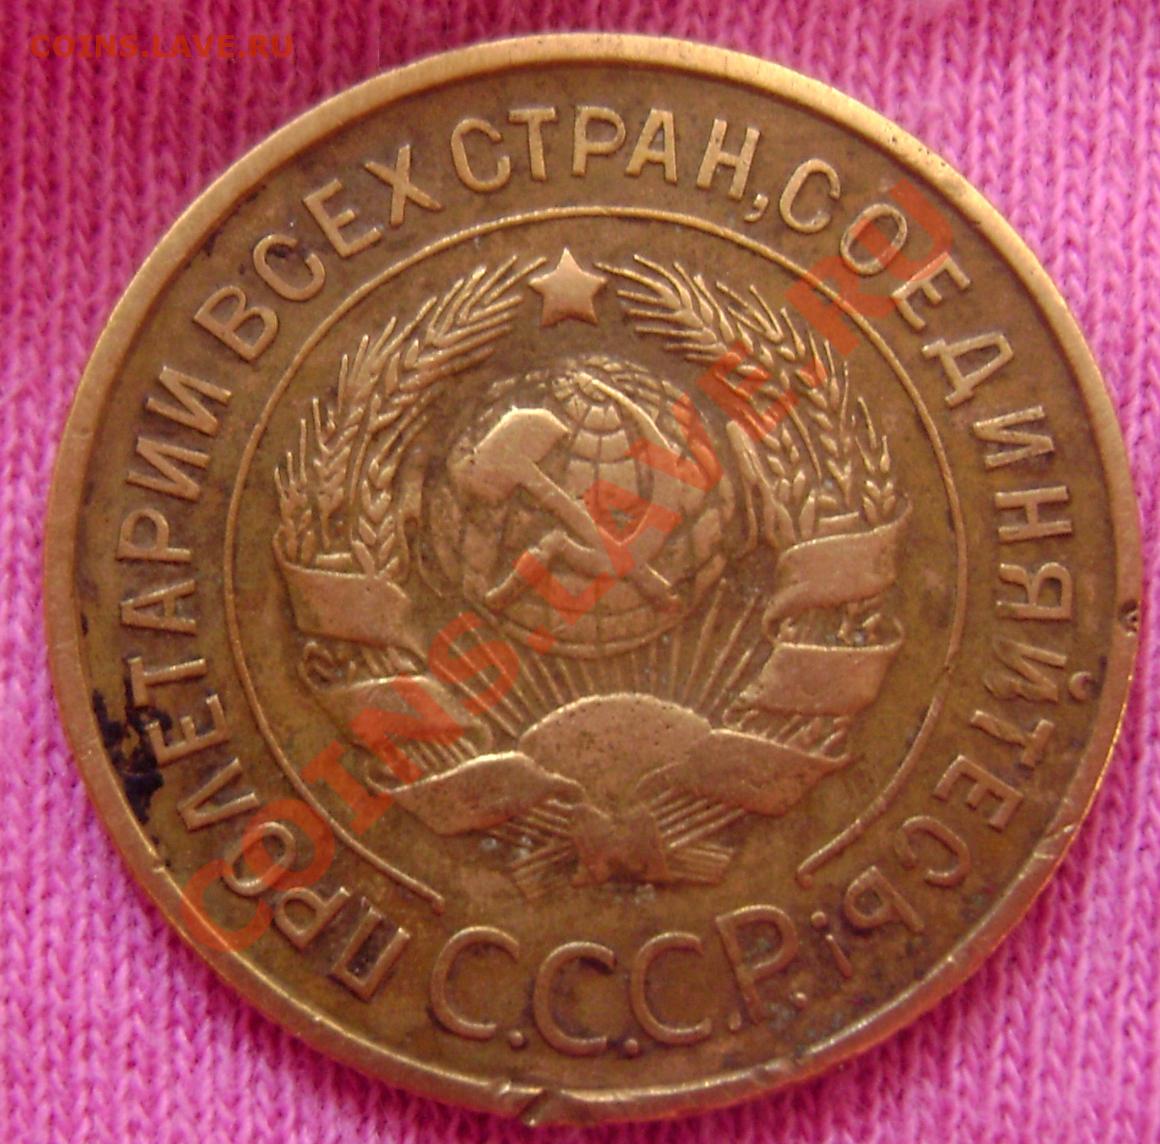 COINS.LAVE.RU
ПРОЛЕТАРИИ ВСЕХ СТРАН, СОЕДИНЯЙТЕСЬ!
С.С.С.Р.
COINS.LAVE.RU